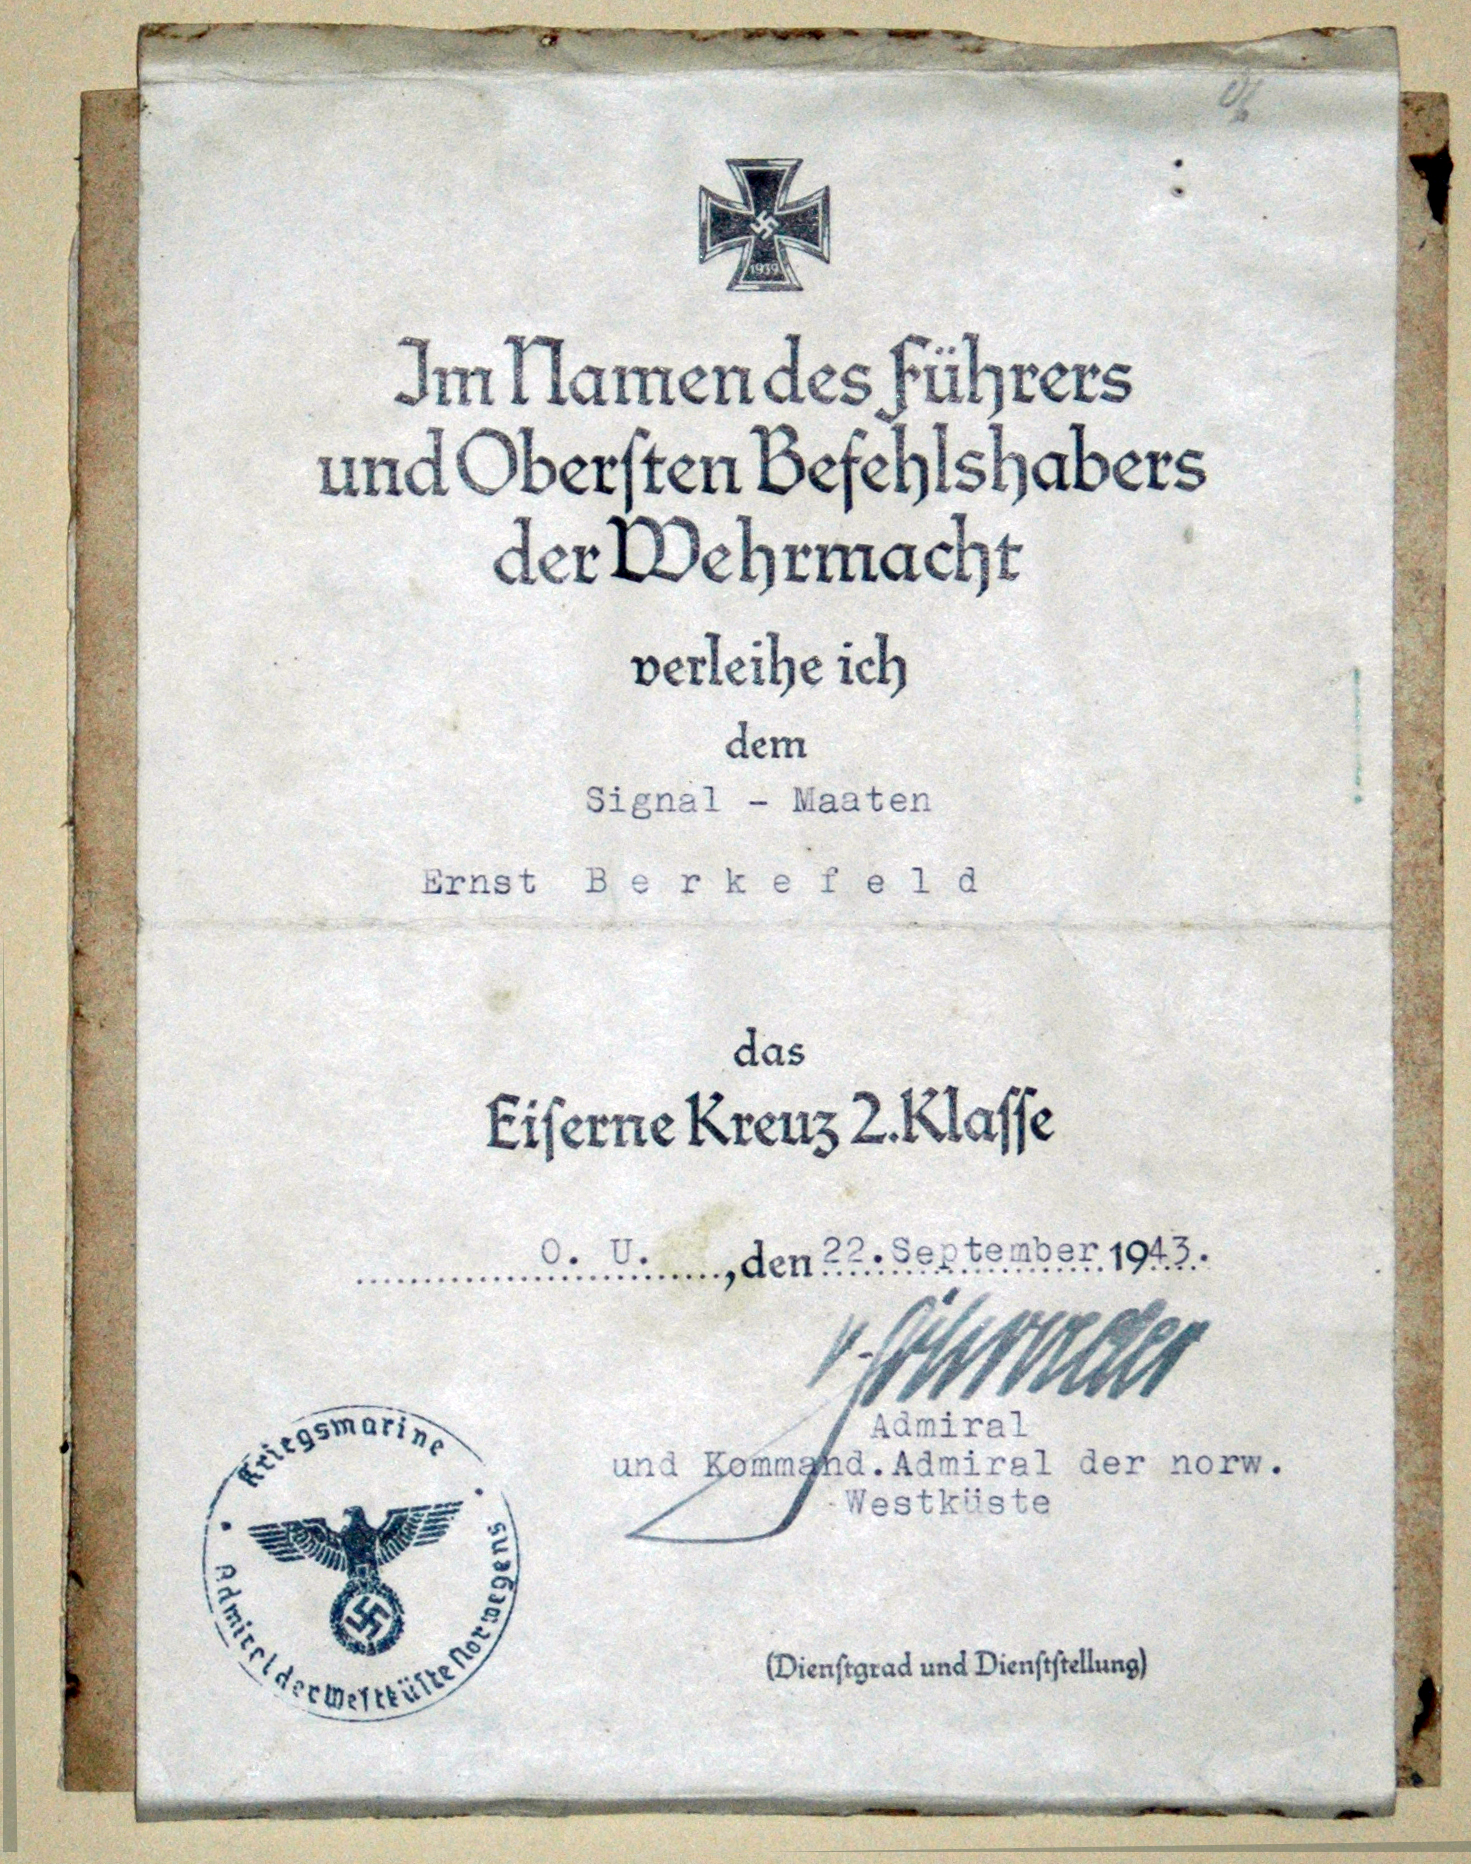 1939
Im Namen des Führers
und Oberſten Befehlshabers
der Wehrmacht
verleihe ich
dem
Signal - Maaten
Ernst B e r k e f e l d
das
Eiſerne Kreuz 2. Klaſſe
O. U. , den 22. September 1943.
Admiral
und Kommand. Admiral der norw.
Westküste
Kriegsmarine
Admiral der Weſtküſte Norwegens
(Dienſtgrad und Dienſtſtellung)